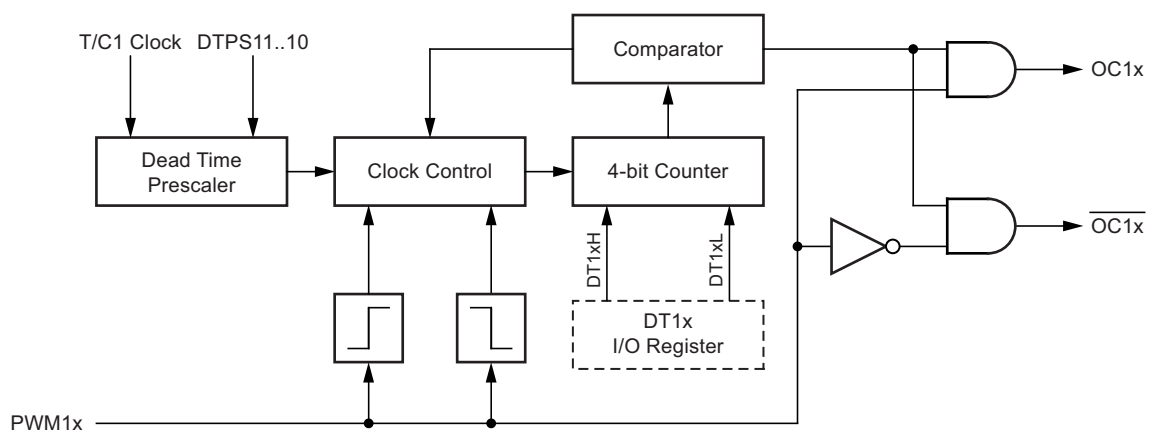 T/C1 Clock DTPS11..10
Comparator
OC1x
Dead Time
Prescaler
Clock Control
4-bit Counter
OC1x
DT1xH
DT1xL
DT1x
I/O Register
PWM1x